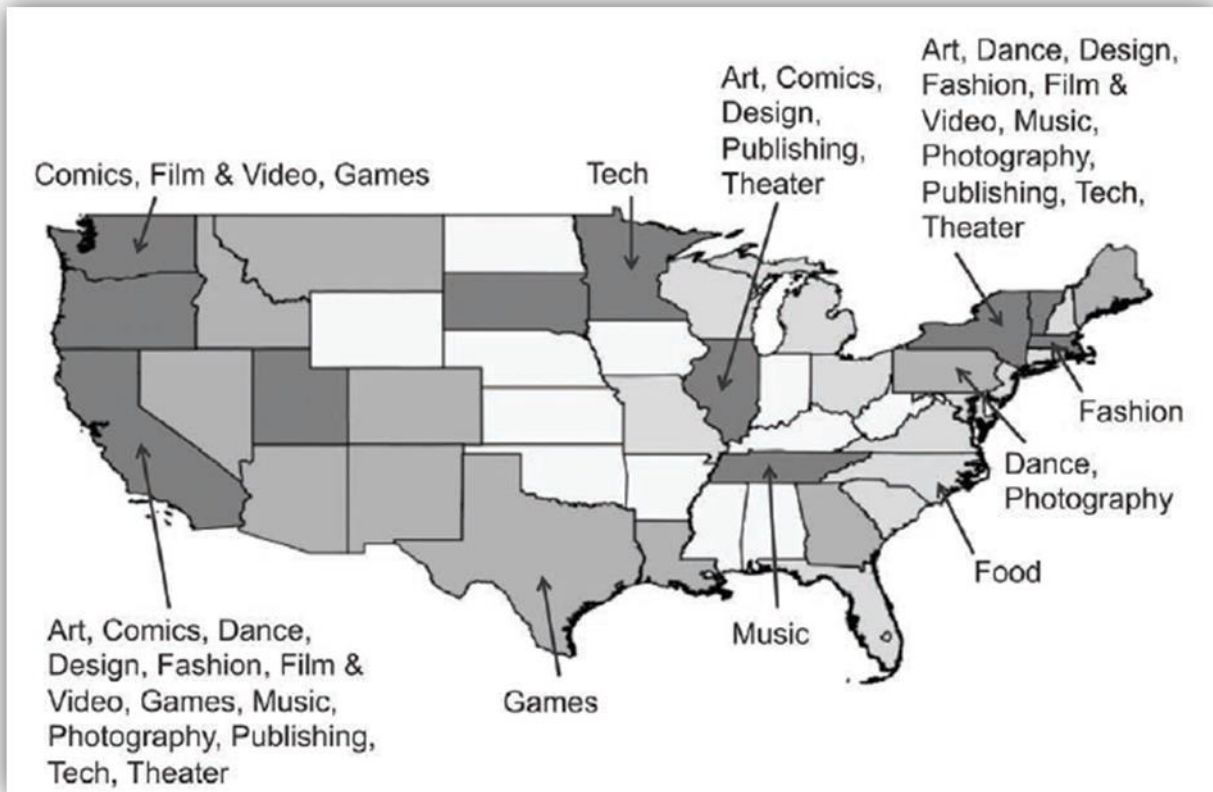 Art, Dance, Design,
Fashion, Film &
Video, Music,
Photography,
Publishing, Tech,
Theater
Art, Comics,
Design,
Publishing,
Theater
Comics, Film & Video, Games
Tech
Fashion
Dance,
Photography
Food
Music
Games
Art, Comics, Dance,
Design, Fashion, Film &
Video, Games, Music,
Photography, Publishing,
Tech, Theater